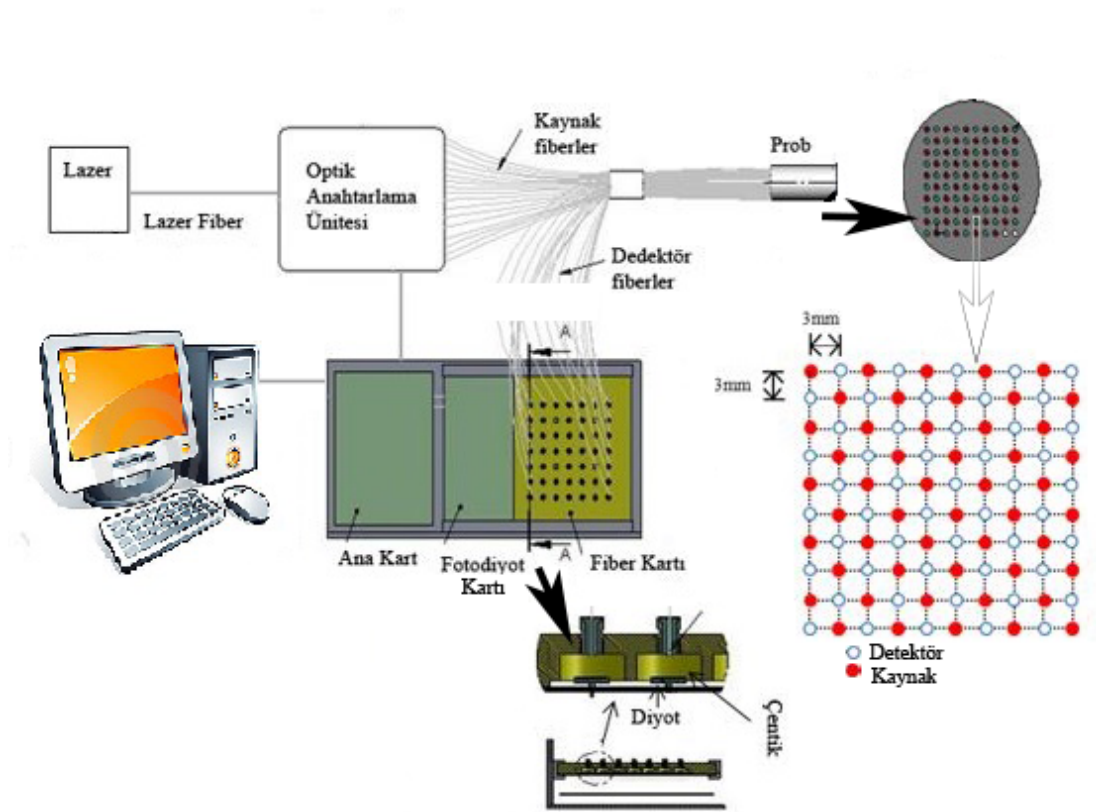 Lazer
Lazer Fiber
Optik
Anahtarlama
Ünitesi
Kaynak
fiberler
Prob
Dedektör
fiberler
A
A
Ana Kart
Fotodiyot
Kartı
Fiber Kartı
Diyot
Çentik
3mm
3mm
Detektör
Kaynak